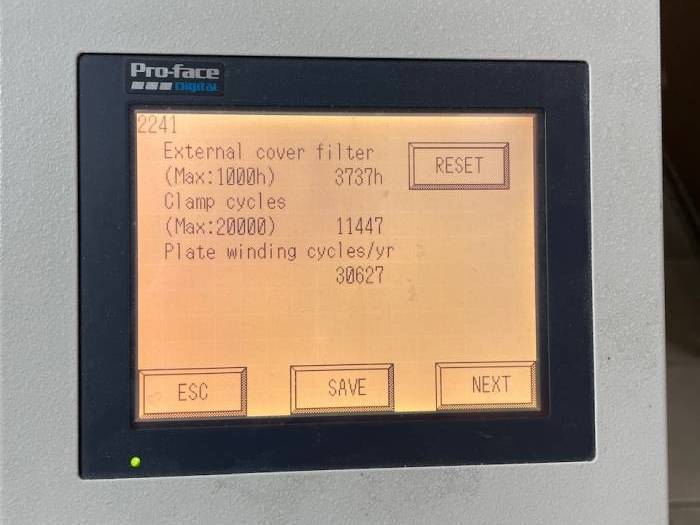 Pro-face
Digital
2241
External cover filter
(Max:1000h) 3737h
RESET
Clamp cycles
(Max:20000) 11447
Plate winding cycles/yr
30627
ESC SAVE NEXT